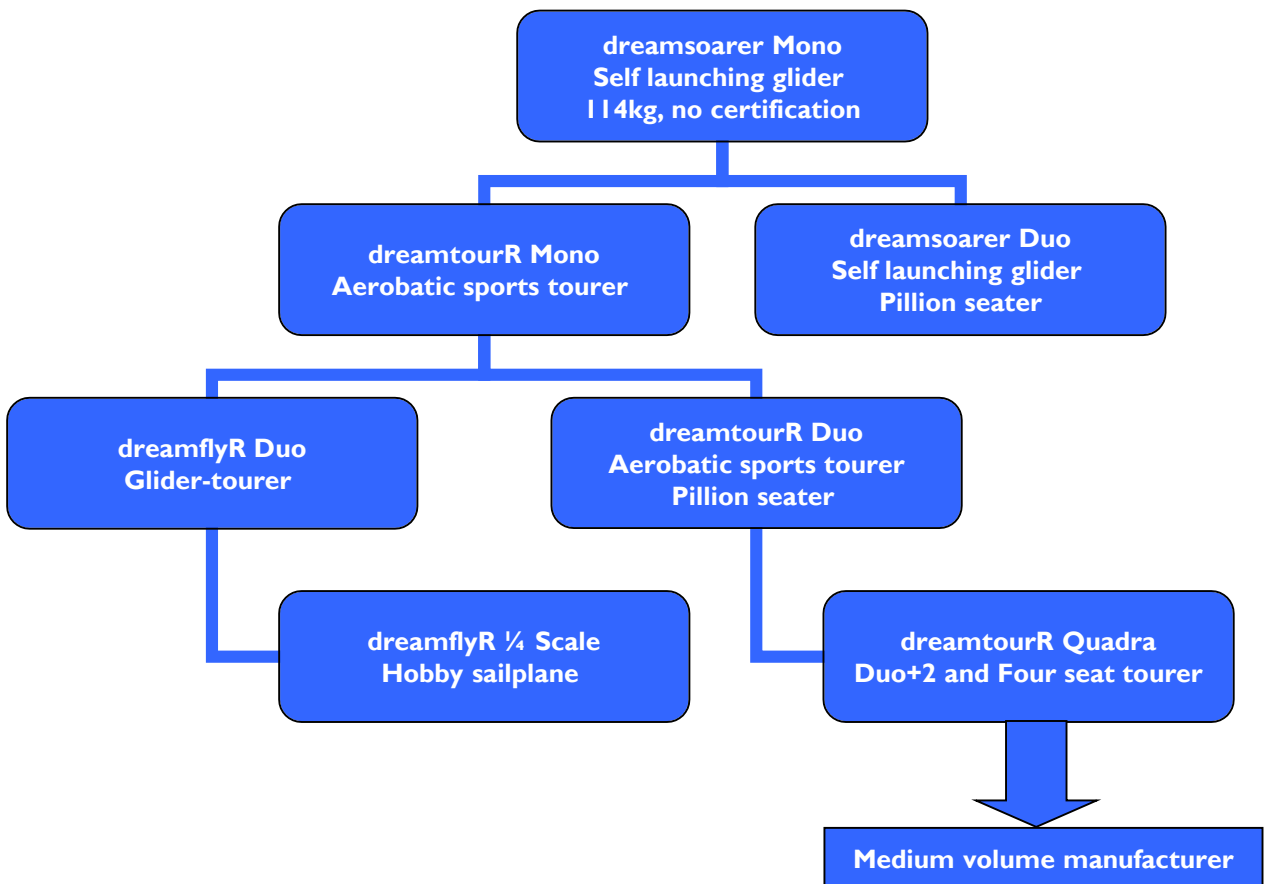 dreamsoarer Mono
Self launching glider
114kg, no certification
dreamtourR Mono
Aerobatic sports tourer
dreamsoarer Duo
Self launching glider
Pillion seater
dreamflyR Duo
Glider-tourer
dreamtourR Duo
Aerobatic sports tourer
Pillion seater
dreamflyR ¼ Scale
Hobby sailplane
dreamtourR Quadra
Duo+2 and Four seat tourer
Medium volume manufacturer